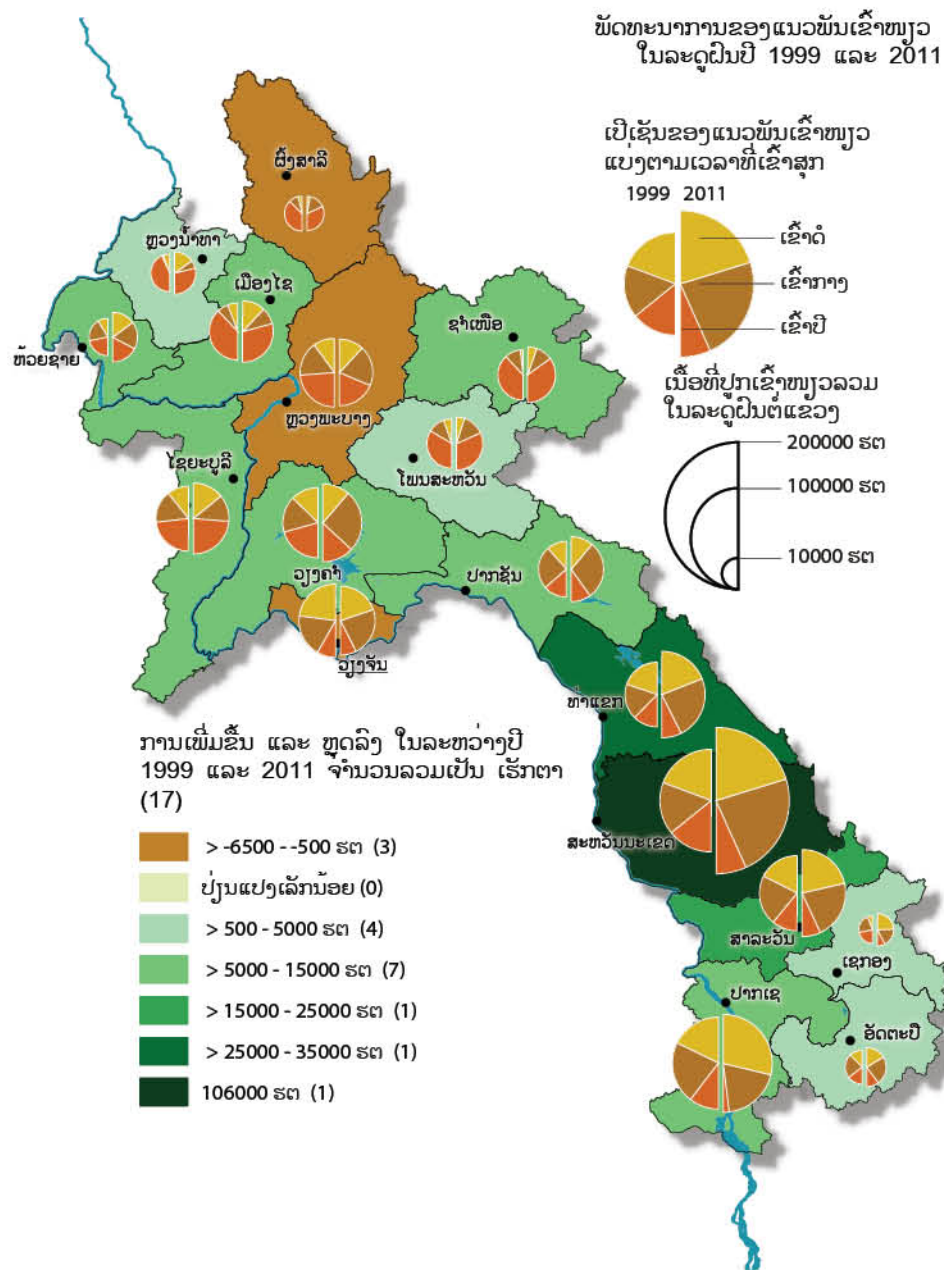 ພັດທະນາການຂອງແນວພັນເຂົ້າໜຽວ
ໃນລະດູຝົນປີ 1999 ແລະ 2011
ເປີເຊັນຂອງແນວພັນເຂົ້າໜຽວ
ແບ່ງຕາມເວລາທີ່ເຂົ້າສຸກ
1999 2011
ເຂົ້າດໍ
ເຂົ້າກາງ
ເຂົ້າປີ
ເນື້ອທີ່ປູກເຂົ້າໜຽວລວມ
ໃນລະດູຝົນຕໍ່ແຂວງ
200000 ຮຕ
100000 ຮຕ
10000 ຮຕ
ຜົ້ງສາລີ
ຫຼວງນ້ຳທາ
ເມືອງໄຊ
ຫ້ວຍຊາຍ
ຊຳເໜືອ
ຫຼວງພະບາງ
ໂພນສະຫວັນ
ໄຊຍະບູລີ
ວຽງຄຳ
ປາກຊັນ
ວຽງຈັນ
ທ່າແຂກ
ສະຫວັນນະເຂດ
ສາລະວັນ
ເຊກອງ
ປາກເຊ
ອັດຕະປື
ການເພີ່ມຂຶ້ນ ແລະ ຫຼຸດລົງ ໃນລະຫວ່າງປີ
1999 ແລະ 2011 ຈຳນວນລວມເປັນ ເຮັກຕາ
(17)
> -6500 - -500 ຮຕ (3)
ປ່ຽນແປງເລັກນ້ອຍ (0)
> 500 - 5000 ຮຕ (4)
> 5000 - 15000 ຮຕ (7)
> 15000 - 25000 ຮຕ (1)
> 25000 - 35000 ຮຕ (1)
106000 ຮຕ (1)